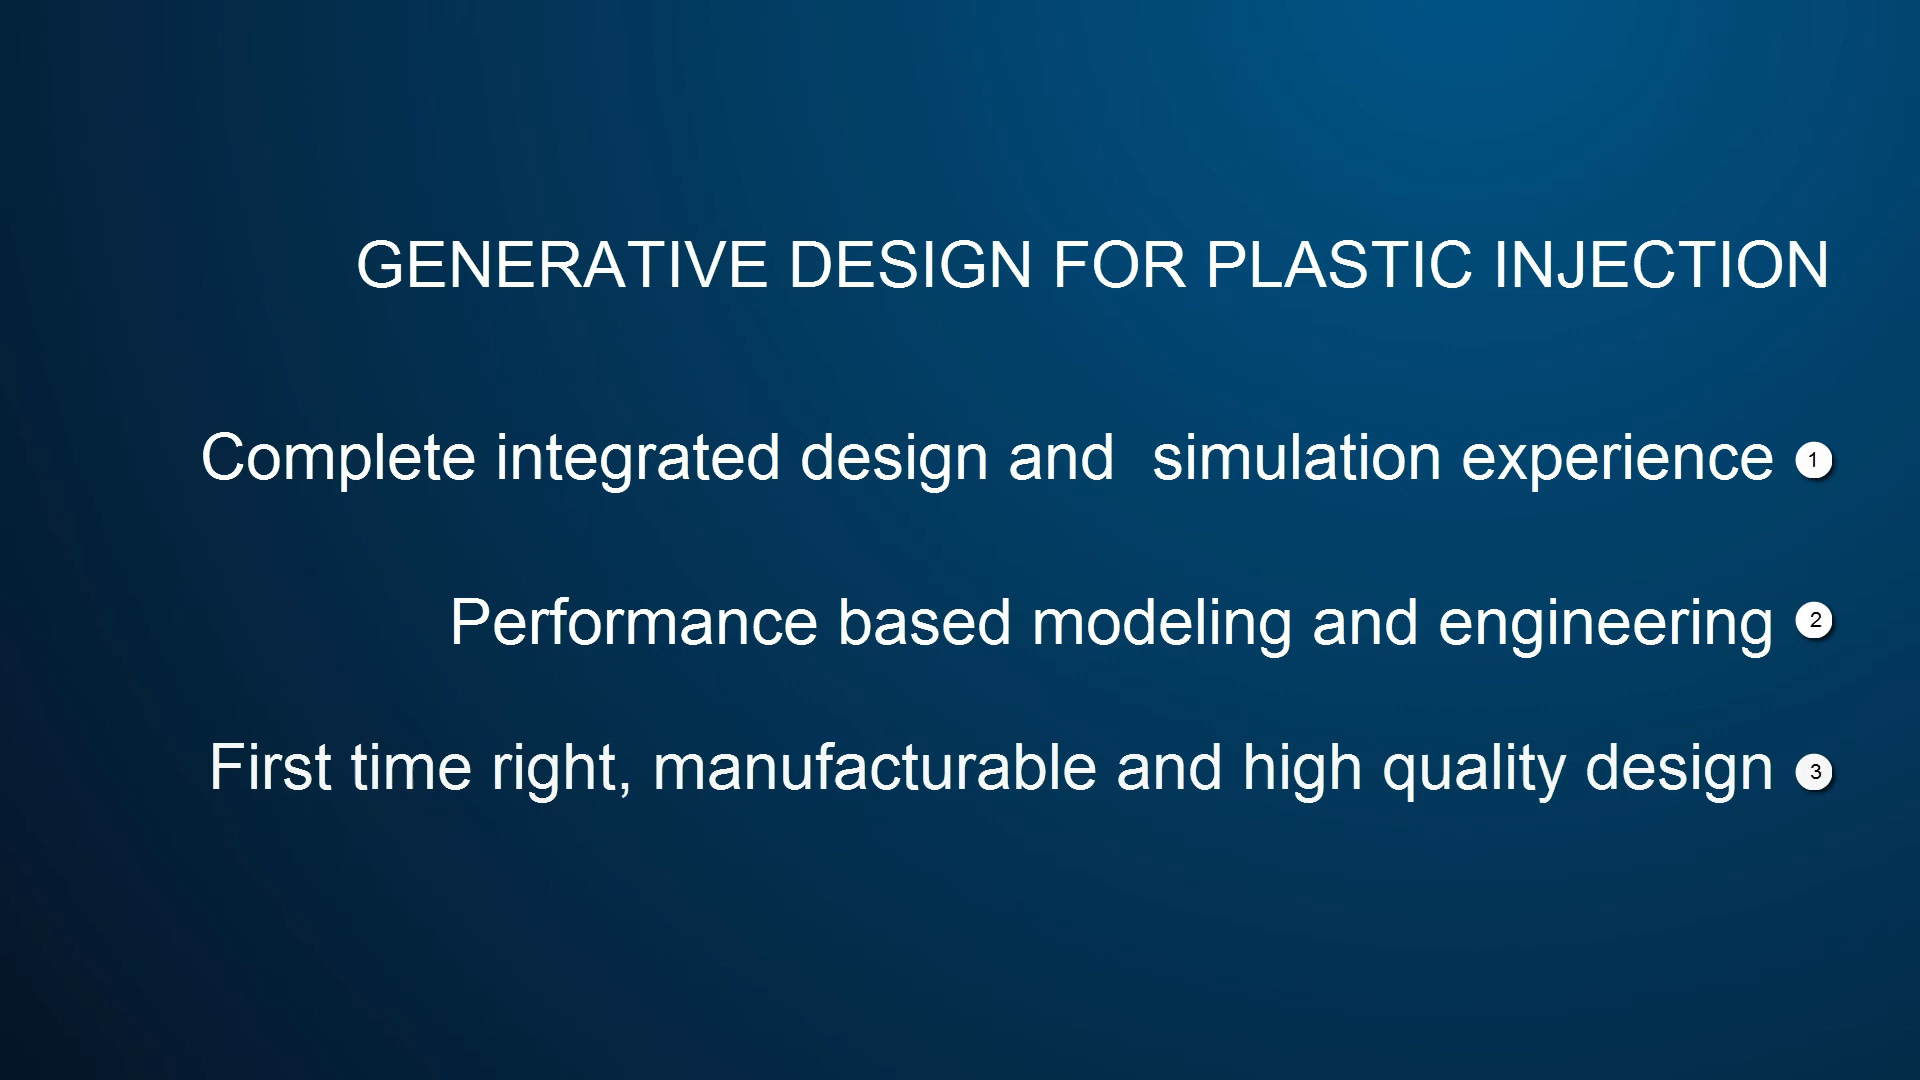 GENERATIVE DESIGN FOR PLASTIC INJECTION
Complete integrated design and  simulation experience 1
Performance based modeling and engineering 2
First time right, manufacturable and high quality design 3